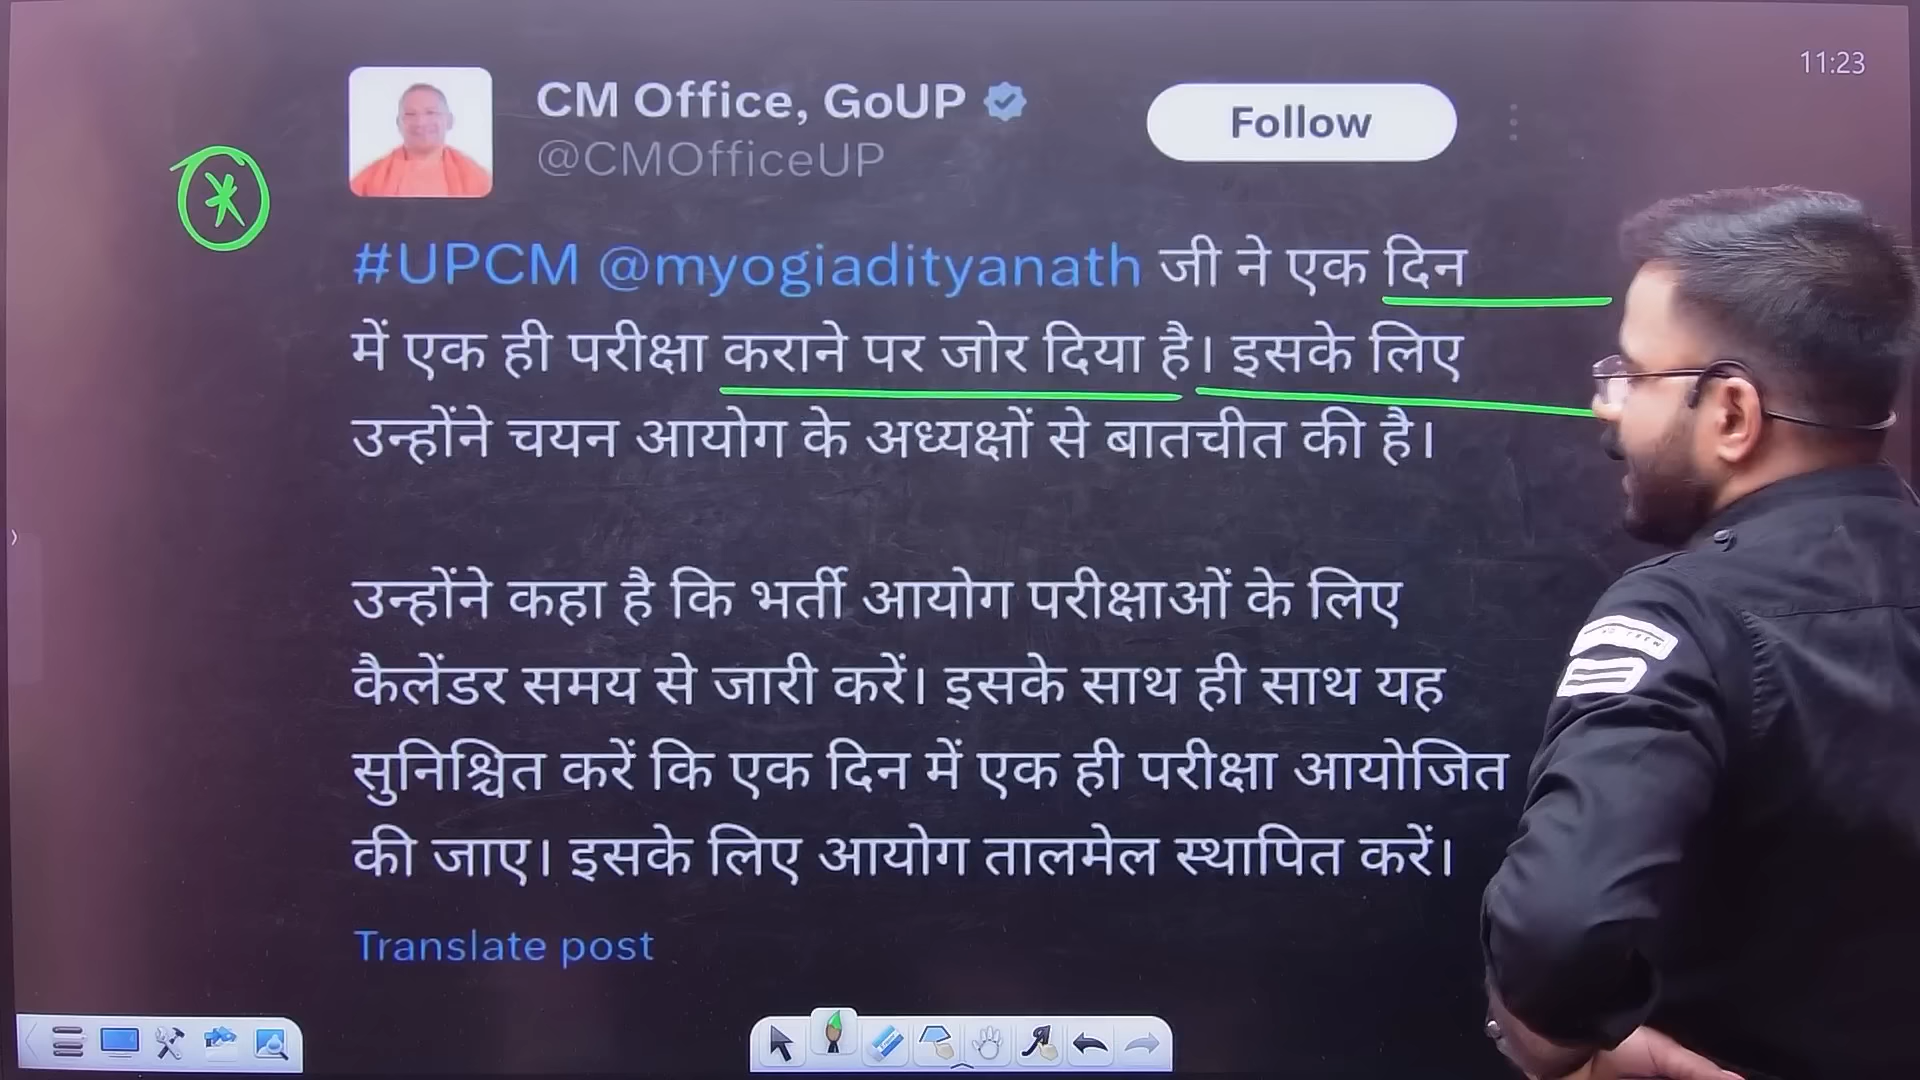 11:23
CM Office, GoUP
@CMOfficeUP
Follow
#UPCM @myogiadityanath जी ने एक दिन
में एक ही परीक्षा कराने पर जोर दिया है। इसके लिए
उन्होंने चयन आयोग के अध्यक्षों से बातचीत की है।
उन्होंने कहा है कि भर्ती आयोग परीक्षाओं के लिए
कैलेंडर समय से जारी करें। इसके साथ ही साथ यह
सुनिश्चित करें कि एक दिन में एक ही परीक्षा आयोजित
की जाए। इसके लिए आयोग तालमेल स्थापित करें।
Translate post